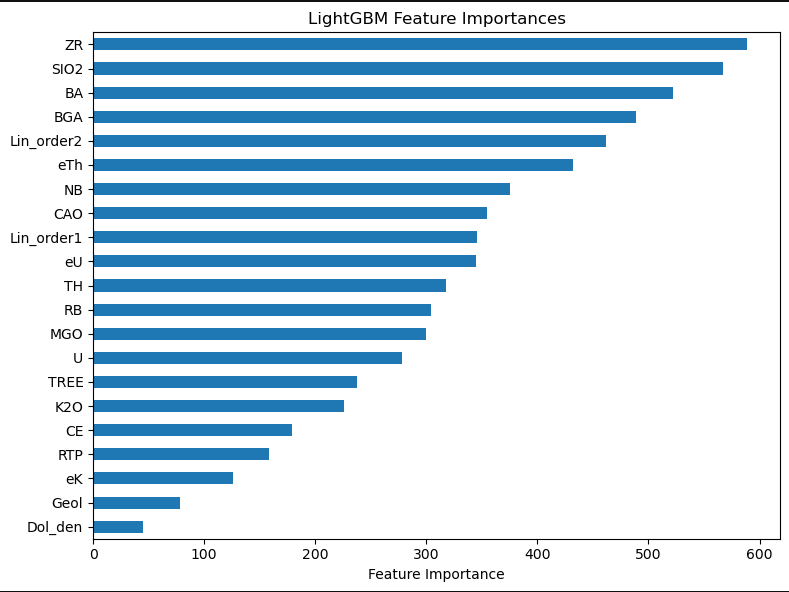 LightGBM Feature Importances
ZR
SIO2
BA
BGA
Lin_order2
eTh
NB
CAO
Lin_order1
eU
TH
RB
MGO
U
TREE
K2O
CE
RTP
eK
Geol
Dol_den
0 100 200 300 400 500 600
Feature Importance